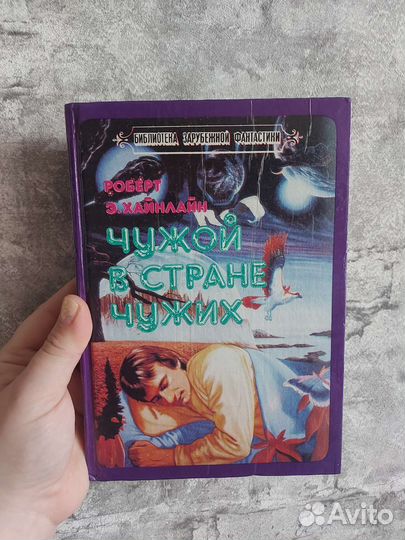 БИБЛИОТЕКА ЗАРУБЕЖНОЙ ФАНТАСТИКИ
РОБЕРТ
Э.ХАЙНЛАЙН
ЧУЖОЙ
В СТРАНЕ
ЧУЖИХ
Avito